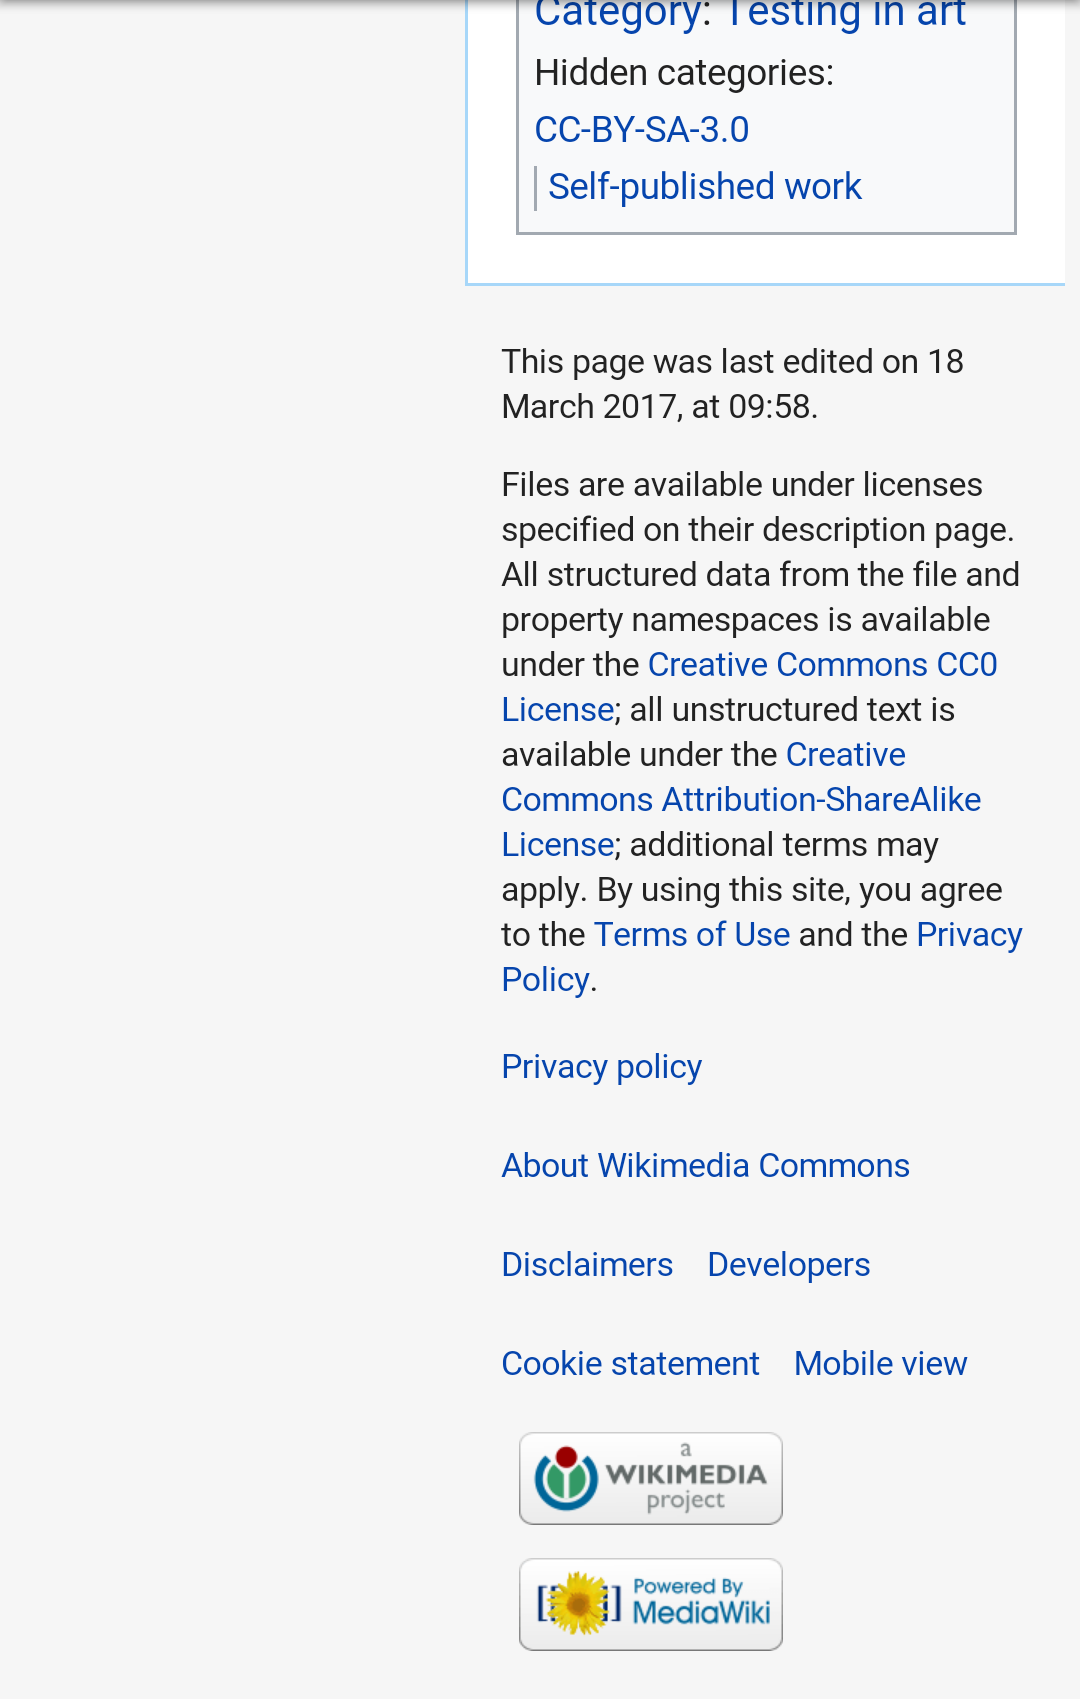 Category: Testing in art
Hidden categories:
CC-BY-SA-3.0
Self-published work
This page was last edited on 18
March 2017, at 09:58.
Files are available under licenses
specified on their description page.
All structured data from the file and
property namespaces is available
under the Creative Commons CC0
License; all unstructured text is
available under the Creative
Commons Attribution-ShareAlike
License; additional terms may
apply. By using this site, you agree
to the Terms of Use and the Privacy
Policy.
Privacy policy
About Wikimedia Commons
Disclaimers Developers
Cookie statement Mobile view
a
WIKIMEDIA
project
Powered By
MediaWiki